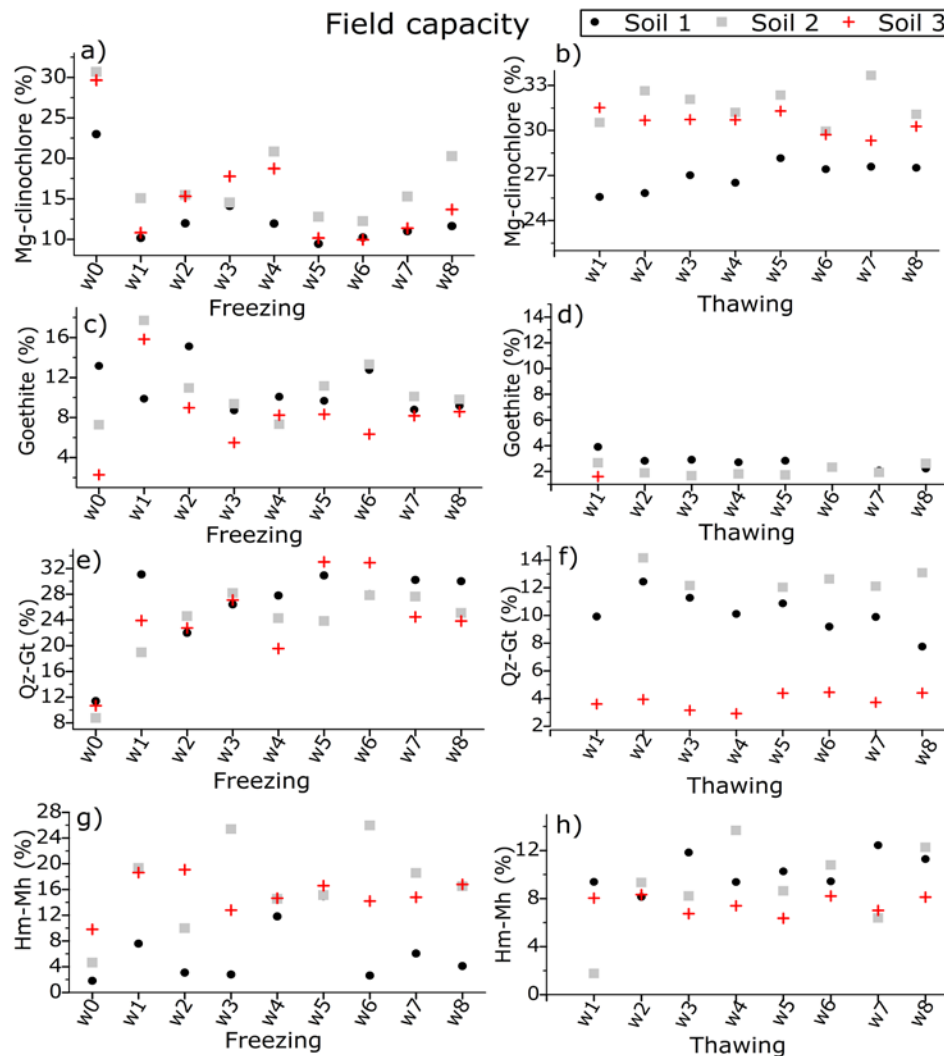 Field capacity
Soil 1 Soil 2 Soil 3
a)
Mg-clinochlore (%)
30
25
20
15
10
w0 w1 w2 w3 w4 w5 w6 w7 w8
Freezing
b)
Mg-clinochlore (%)
33
30
27
24
w1 w2 w3 w4 w5 w6 w7 w8
Thawing
c)
Goethite (%)
16
12
8
4
w0 w1 w2 w3 w4 w5 w6 w7 w8
Freezing
d)
Goethite (%)
14
12
10
8
6
4
2
w1 w2 w3 w4 w5 w6 w7 w8
Thawing
e)
Qz-Gt (%)
32
28
24
20
16
12
8
w0 w1 w2 w3 w4 w5 w6 w7 w8
Freezing
f)
Qz-Gt (%)
14
12
10
8
6
4
2
w1 w2 w3 w4 w5 w6 w7 w8
Thawing
g)
Hm-Mh (%)
28
24
20
16
12
8
4
0
w0 w1 w2 w3 w4 w5 w6 w7 w8
Freezing
h)
Hm-Mh (%)
12
8
4
0
w1 w2 w3 w4 w5 w6 w7 w8
Thawing